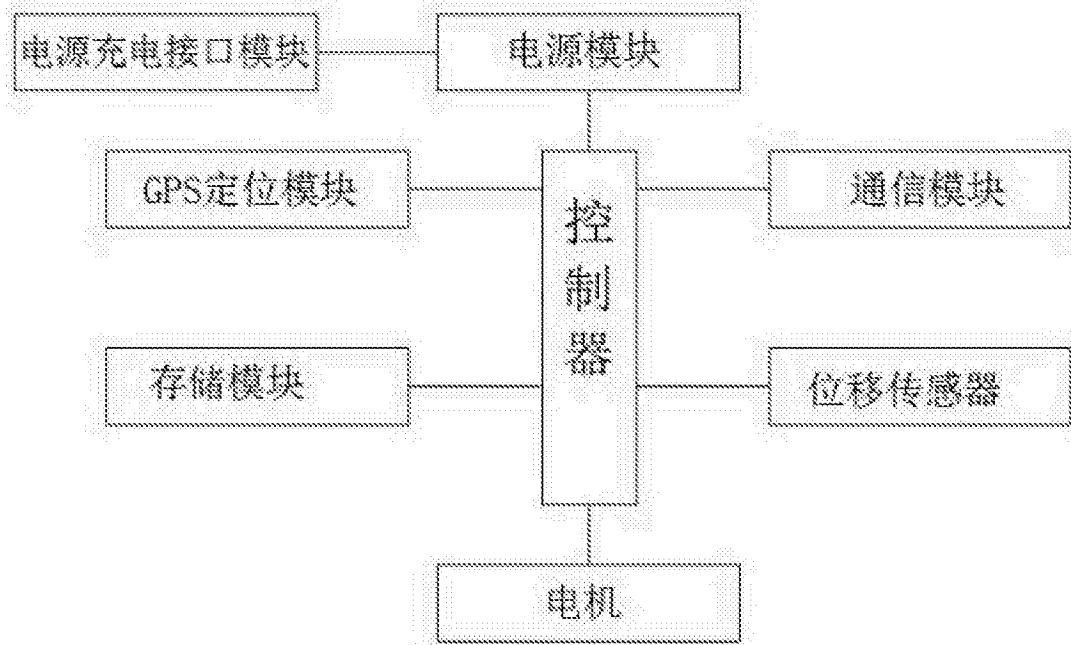 电源充电接口模块
电源模块
GPS定位模块
控制器
通信模块
存储模块
位移传感器
电机